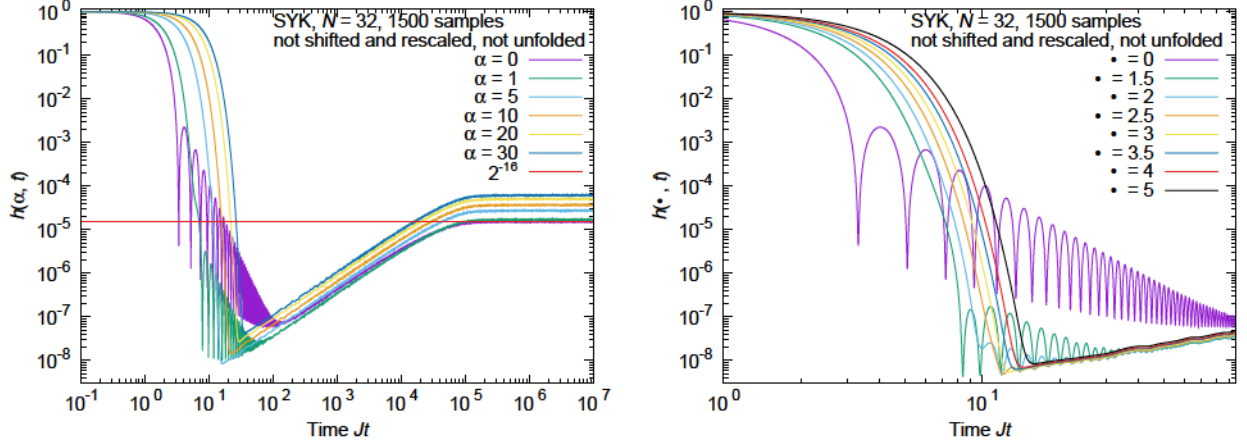 SYK, N = 32, 1500 samples
not shifted and rescaled, not unfolded
α = 0
α = 1
α = 5
α = 10
α = 20
α = 30
2^-16
h(α, t)
10^0
10^-1
10^-2
10^-3
10^-4
10^-5
10^-6
10^-7
10^-8
10^-1
10^0
10^1
10^2
10^3
10^4
10^5
10^6
10^7
Time Jt
SYK, N = 32, 1500 samples
not shifted and rescaled, not unfolded
• = 0
• = 1.5
• = 2
• = 2.5
• = 3
• = 3.5
• = 4
• = 5
h(•, t)
10^0
10^-1
10^-2
10^-3
10^-4
10^-5
10^-6
10^-7
10^-8
10^0
10^1
Time Jt